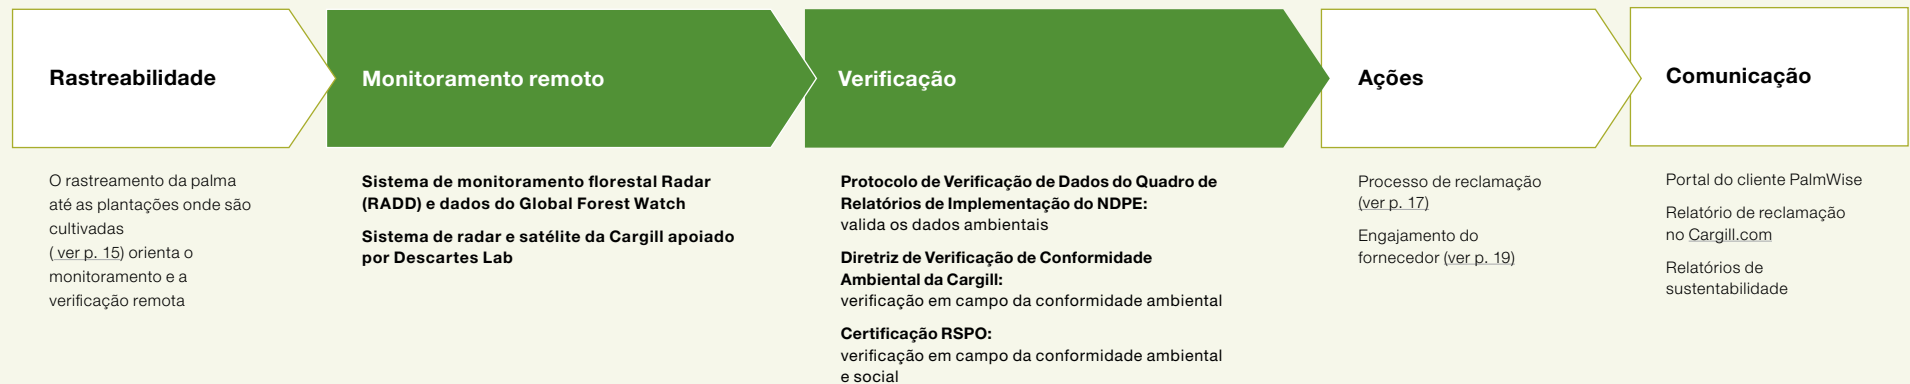 Rastreabilidade
O rastreamento da palma
até as plantações onde são
cultivadas
( ver p. 15) orienta o
monitoramento e a
verificação remota
Monitoramento remoto
Sistema de monitoramento florestal Radar
(RADD) e dados do Global Forest Watch
Sistema de radar e satélite da Cargill apoiado
por Descartes Lab
Verificação
Protocolo de Verificação de Dados do Quadro de
Relatórios de Implementação do NDPE:
valida os dados ambientais
Diretriz de Verificação de Conformidade
Ambiental da Cargill:
verificação em campo da conformidade ambiental
Certificação RSPO:
verificação em campo da conformidade ambiental
e social
Ações
Processo de reclamação
(ver p. 17)
Engajamento do
fornecedor (ver p. 19)
Comunicação
Portal do cliente PalmWise
Relatório de reclamação
no Cargill.com
Relatórios de
sustentabilidade